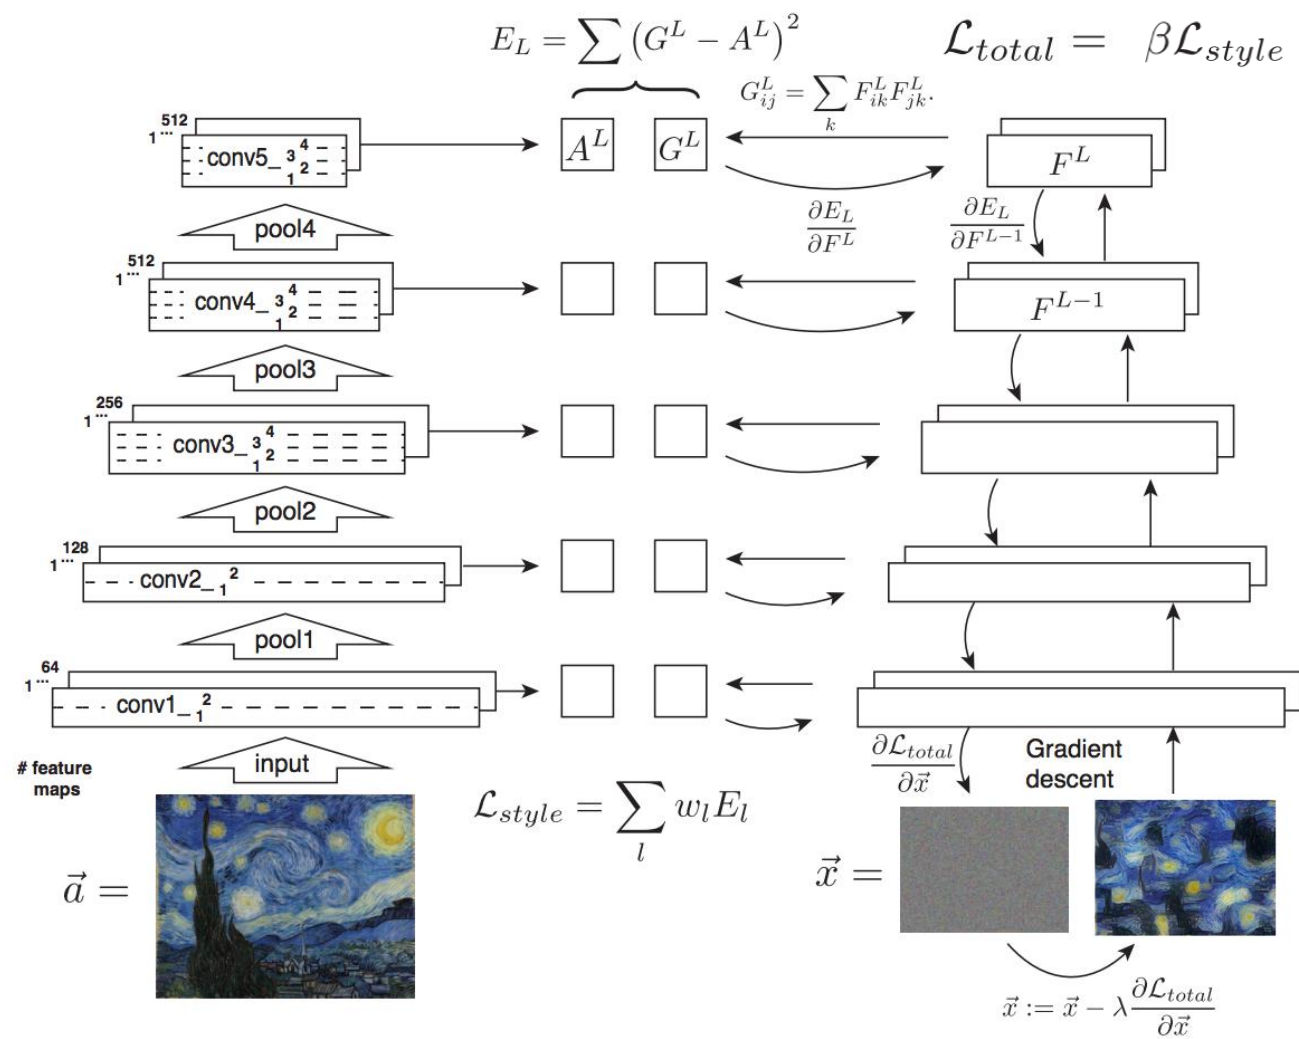 E_L = ∑ (G^L − A^L)^2
𝓛_total = β𝓛_style
G^L_ij = ∑_k F^L_ik F^L_jk.
1 ... 512
conv5_ 1 2 3 4
A^L
G^L
F^L
∂E_L/∂F^L
∂E_L/∂F^{L−1}
pool4
1 ... 512
conv4_ 1 2 3 4
F^{L−1}
pool3
1 ... 256
conv3_ 1 2 3 4
pool2
1 ... 128
conv2_ 1 2
pool1
1 ... 64
conv1_ 1 2
# feature
maps
input
𝓛_style = ∑_l w_l E_l
∂𝓛_total/∂x⃗
Gradient
descent
a⃗ =
x⃗ =
x⃗ := x⃗ − λ ∂𝓛_total/∂x⃗